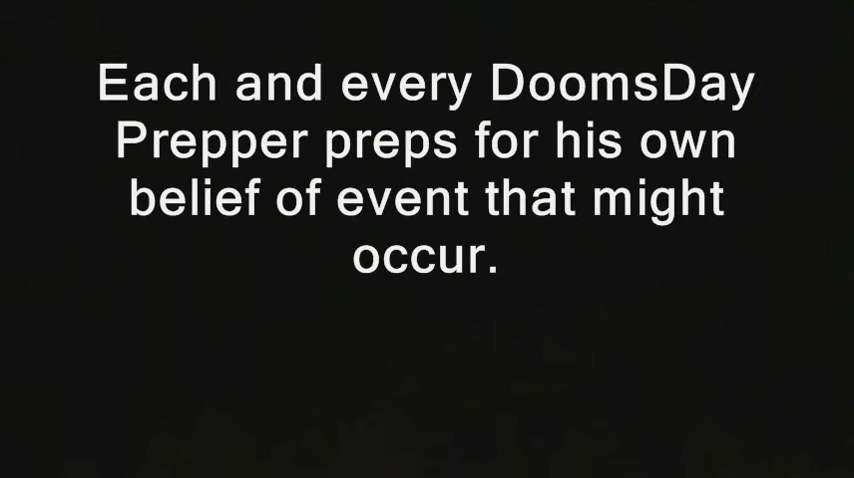 Each and every DoomsDay
Prepper preps for his own
belief of event that might
occur.